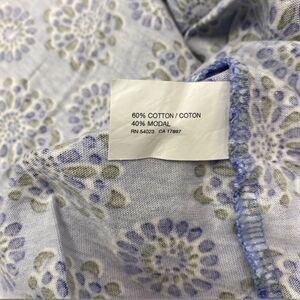 60% COTTON / COTON
40% MODAL
RN 54023 CA 17897